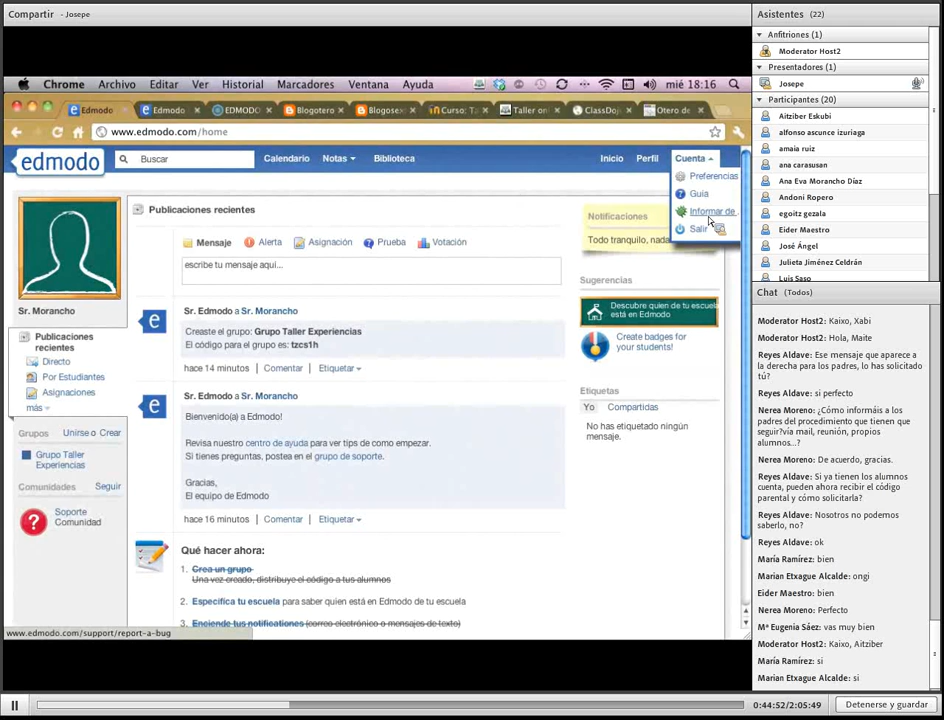 Compartir - Josepe
Chrome Archivo Editar Ver Historial Marcadores Ventana Ayuda mié 18:16
Edmodo Edmodo EDMODO Blogotero Blogosex Curso: Ta Taller on ClassDoj Otero de
www.edmodo.com/home
edmodo Buscar Calendario Notas Biblioteca Inicio Perfil Cuenta
Preferencias
Guia
Informar de
Salir
Sr. Morancho
Publicaciones
recientes
Directo
Por Estudiantes
Asignaciones
más
Grupos Unirse o Crear
Grupo Taller
Experiencias
Comunidades Seguir
Soporte
Comunidad
Publicaciones recientes
Mensaje Alerta Asignación Prueba Votación
escribe tu mensaje aqui...
Sr. Edmodo a Sr. Morancho
Creaste el grupo: Grupo Taller Experiencias
El código para el grupo es: tzcs1h
hace 14 minutos | Comentar | Etiquetar
Sr. Edmodo a Sr. Morancho
Bienvenido(a) a Edmodo!
Revisa nuestro centro de ayuda para ver tips de como empezar.
Si tienes preguntas, postea en el grupo de soporte.
Gracias,
El equipo de Edmodo
hace 16 minutos | Comentar | Etiquetar
Qué hacer ahora:
1. Crea un grupo
Una vez creado, distribuye el código a tus alumnos
2. Especifica tu escuela para saber quien está en Edmodo de tu escuela
3. Enciende tus notificationes (correo electrónico o mensajes de texto)
Notificaciones
Todo tranquilo, nada
Sugerencias
Descubre quien de tu escuela
está en Edmodo
Create badges for
your students!
Etiquetas
Yo Compartidas
No has etiquetado ningún
mensaje.
www.edmodo.com/support/report-a-bug
Asistentes (22)
Anfitriones (1)
Moderator Host2
Presentadores (1)
Josepe
Participantes (20)
Aitziber Eskubi
alfonso ascunce izuriaga
amaia ruiz
ana carasusan
Ana Eva Morancho Díaz
Andoni Ropero
egoitz gezala
Eider Maestro
José Ángel
Julieta Jiménez Celdrán
Luis Saso
Chat (Todos)
Moderator Host2: Kaixo, Xabi
Moderator Host2: Hola, Maite
Reyes Aldave: Ese mensaje que aparece a
la derecha para los padres, lo has solicitado
tú?
Reyes Aldave: si perfecto
Nerea Moreno: ¿Cómo informáis a los
padres del procedimiento que tienen que
seguir?vía mail, reunión, propios
alumnos...?
Nerea Moreno: De acuerdo, gracias.
Reyes Aldave: Si ya tienen los alumnos
cuenta, pueden ahora recibir el código
parental y cómo solicitarla?
Reyes Aldave: Nosotros no podemos
saberlo, no?
Reyes Aldave: ok
María Ramírez: bien
Marian Etxague Alcalde: ongi
Eider Maestro: bien
Nerea Moreno: Perfecto
Mª Eugenia Sáez: vas muy bien
Moderator Host2: Kaixo, Aitziber
María Ramírez: si
Marian Etxague Alcalde: si
0:44:52/2:05:49 Detenerse y guardar